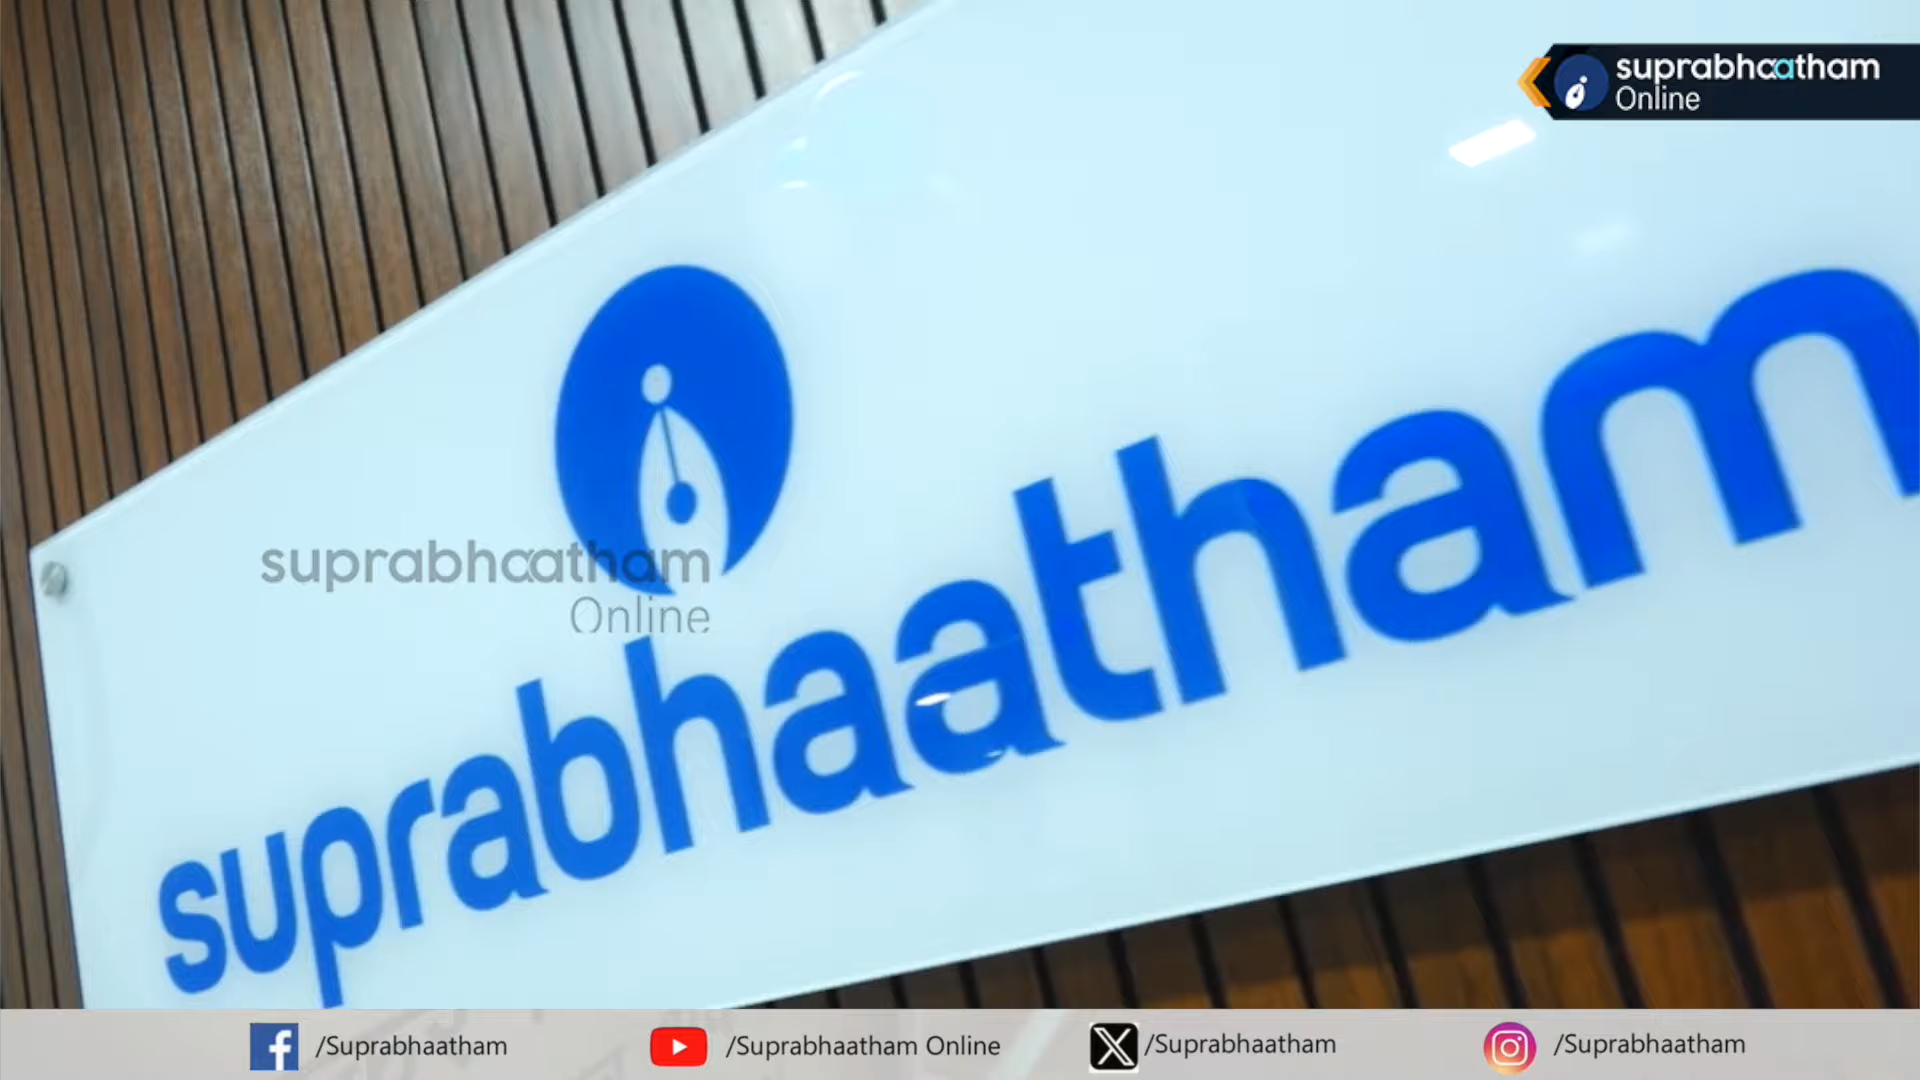 suprabhaatham
Online
suprabhaatham
Online
suprabhaatham
/Suprabhaatham
/Suprabhaatham Online
/Suprabhaatham
/Suprabhaatham